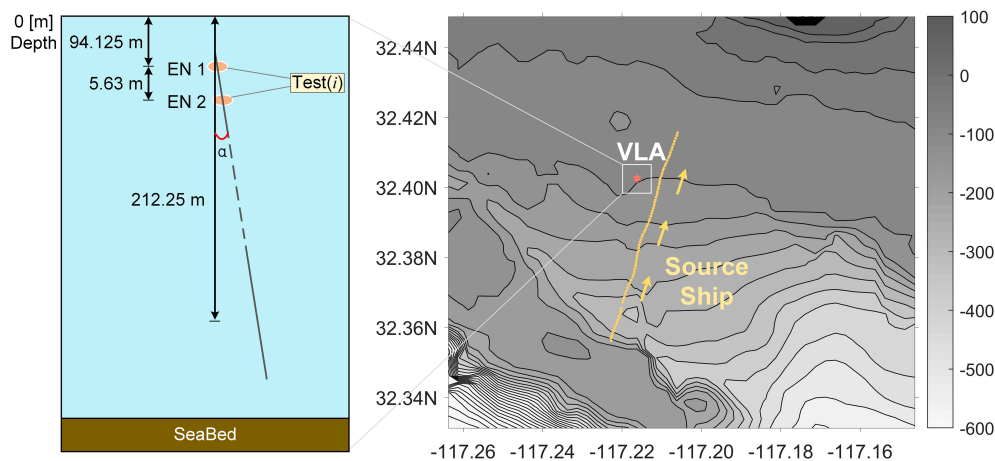 0 [m]
Depth
94.125 m
EN 1
5.63 m
Test(i)
EN 2
α
212.25 m
SeaBed
32.44N
32.42N
32.40N
32.38N
32.36N
32.34N
VLA
Source
Ship
-117.26
-117.24
-117.22
-117.20
-117.18
-117.16
100
0
-100
-200
-300
-400
-500
-600